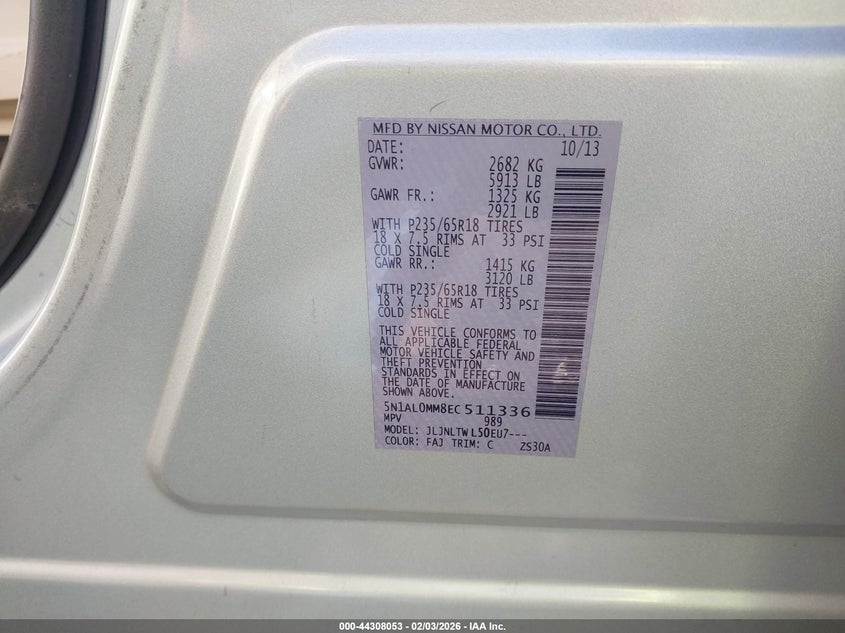 MFD BY NISSAN MOTOR CO., LTD.
DATE: 10/13
GVWR: 2682 KG
5913 LB
GAWR FR.: 1325 KG
2921 LB
WITH P235/65R18 TIRES
18 X 7.5 RIMS AT 33 PSI
COLD SINGLE
GAWR RR.: 1415 KG
3120 LB
WITH P235/65R18 TIRES
18 X 7.5 RIMS AT 33 PSI
COLD SINGLE
THIS VEHICLE CONFORMS TO
ALL APPLICABLE FEDERAL
MOTOR VEHICLE SAFETY AND
THEFT PREVENTION
STANDARDS IN EFFECT ON
THE DATE OF MANUFACTURE
SHOWN ABOVE.
5N1AL0MM8EC511336
MPV 989
MODEL: JLJNLTWL50EU7---
COLOR: FAJ TRIM: C ZS30A
000-44308053 - 02/03/2026 - IAA Inc.